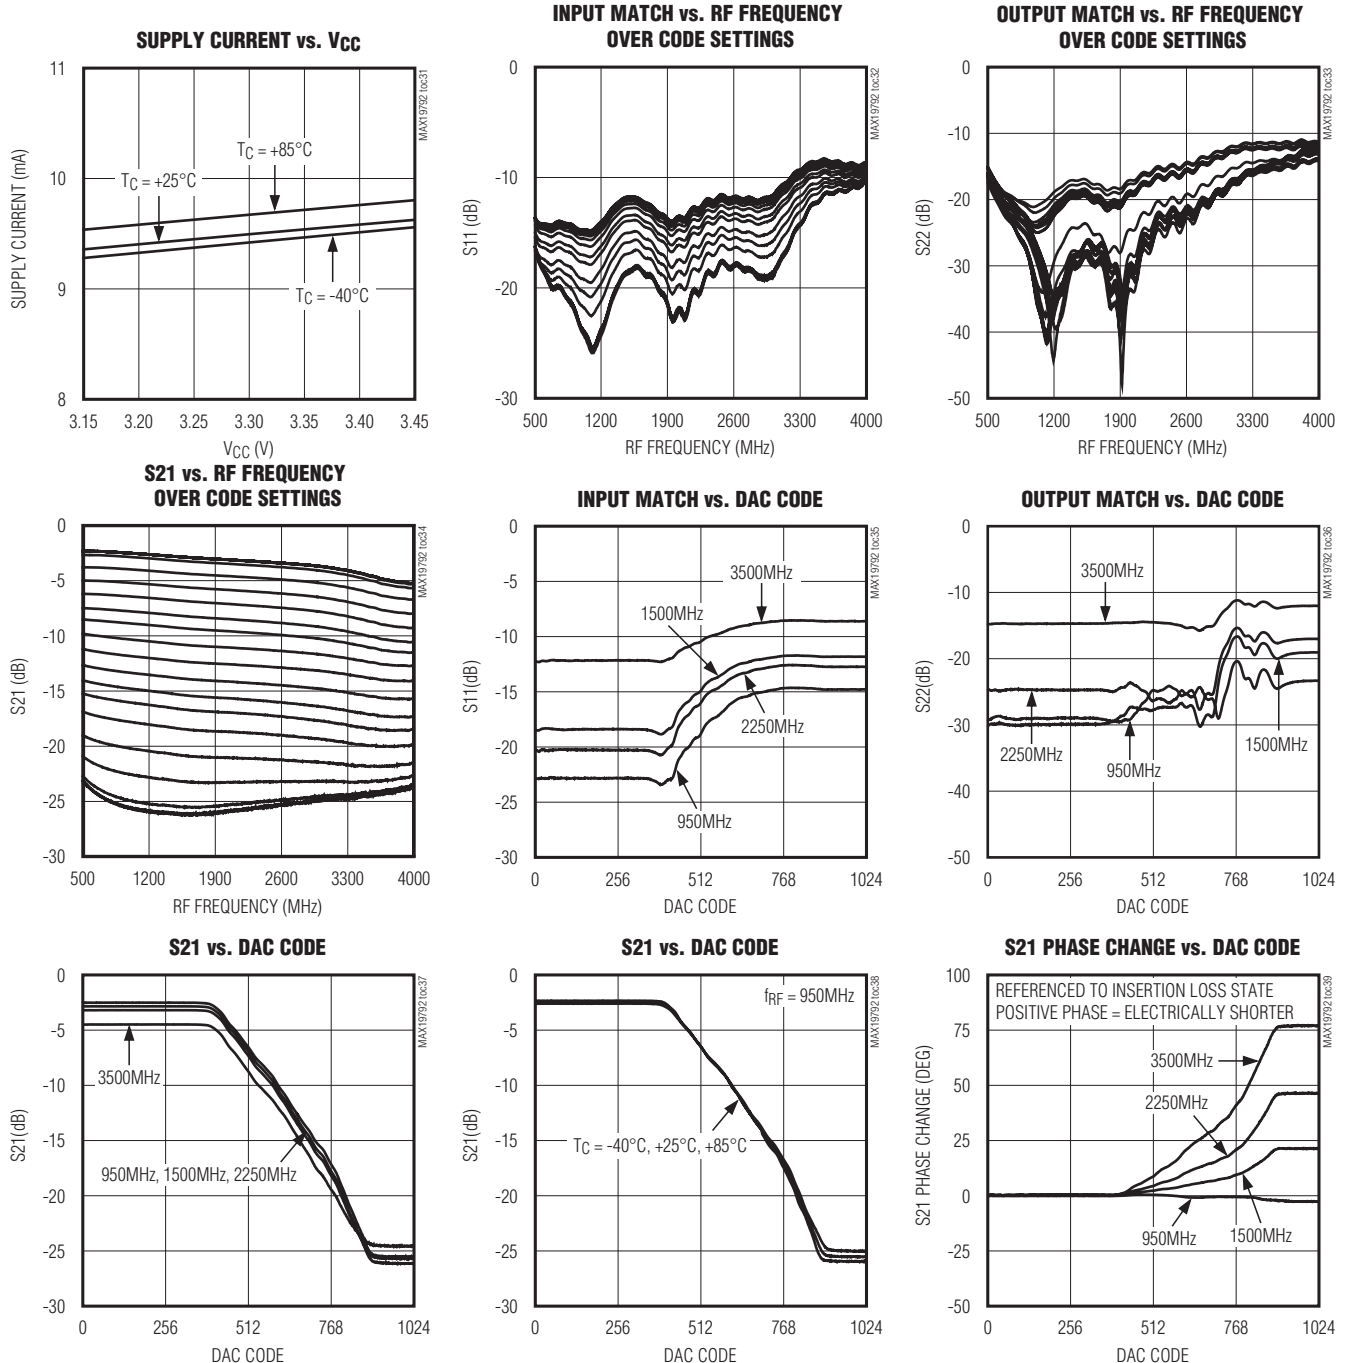 SUPPLY CURRENT vs. VCC
11
10
9
8
SUPPLY CURRENT (mA)
TC = +85°C
TC = +25°C
TC = -40°C
3.15 3.20 3.25 3.30 3.35 3.40 3.45
VCC (V)
MAX19792 toc31
INPUT MATCH vs. RF FREQUENCY
OVER CODE SETTINGS
0
-10
-20
-30
S11 (dB)
500 1200 1900 2600 3300 4000
RF FREQUENCY (MHz)
MAX19792 toc32
OUTPUT MATCH vs. RF FREQUENCY
OVER CODE SETTINGS
0
-10
-20
-30
-40
-50
S22 (dB)
500 1200 1900 2600 3300 4000
RF FREQUENCY (MHz)
MAX19792 toc33
S21 vs. RF FREQUENCY
OVER CODE SETTINGS
0
-5
-10
-15
-20
-25
-30
S21 (dB)
500 1200 1900 2600 3300 4000
RF FREQUENCY (MHz)
MAX19792 toc34
INPUT MATCH vs. DAC CODE
0
-5
-10
-15
-20
-25
-30
S11(dB)
3500MHz
1500MHz
2250MHz
950MHz
0 256 512 768 1024
DAC CODE
MAX19792 toc35
OUTPUT MATCH vs. DAC CODE
0
-10
-20
-30
-40
-50
S22(dB)
3500MHz
2250MHz
950MHz
1500MHz
0 256 512 768 1024
DAC CODE
MAX19792 toc36
S21 vs. DAC CODE
0
-5
-10
-15
-20
-25
-30
S21(dB)
3500MHz
950MHz, 1500MHz, 2250MHz
0 256 512 768 1024
DAC CODE
MAX19792 toc37
S21 vs. DAC CODE
0
-5
-10
-15
-20
-25
-30
S21(dB)
fRF = 950MHz
TC = -40°C, +25°C, +85°C
0 256 512 768 1024
DAC CODE
MAX19792 toc38
S21 PHASE CHANGE vs. DAC CODE
100
75
50
25
0
-25
-50
S21 PHASE CHANGE (DEG)
REFERENCED TO INSERTION LOSS STATE
POSITIVE PHASE = ELECTRICALLY SHORTER
3500MHz
2250MHz
950MHz
1500MHz
0 256 512 768 1024
DAC CODE
MAX19792 toc39